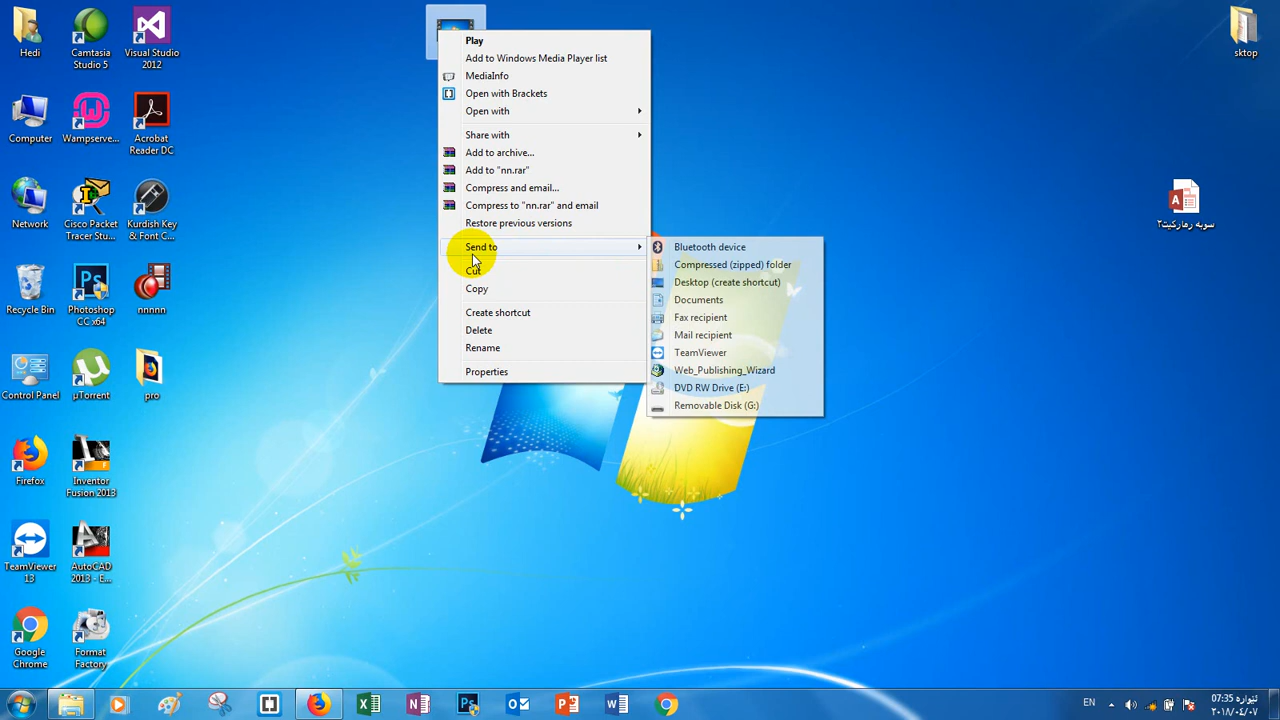 Hedi
Camtasia
Studio 5
Visual Studio
2012
Computer
Wampserve...
Acrobat
Reader DC
Network
Cisco Packet
Tracer Stu...
Kurdish Key
& Font C...
Recycle Bin
Photoshop
CC x64
nnnnn
Control Panel
µTorrent
pro
Firefox
Inventor
Fusion 2013
TeamViewer
13
AutoCAD
2013 - E...
Google
Chrome
Format
Factory
Play
Add to Windows Media Player list
MediaInfo
Open with Brackets
Open with
Share with
Add to archive...
Add to "nn.rar"
Compress and email...
Compress to "nn.rar" and email
Restore previous versions
Send to
Cut
Copy
Create shortcut
Delete
Rename
Properties
Bluetooth device
Compressed (zipped) folder
Desktop (create shortcut)
Documents
Fax recipient
Mail recipient
TeamViewer
Web_Publishing_Wizard
DVD RW Drive (E:)
Removable Disk (G:)
sktop
سوبه رهاركيت٢
EN
07:35 ئێواره
٢٠١٨/٠٤/٠٧